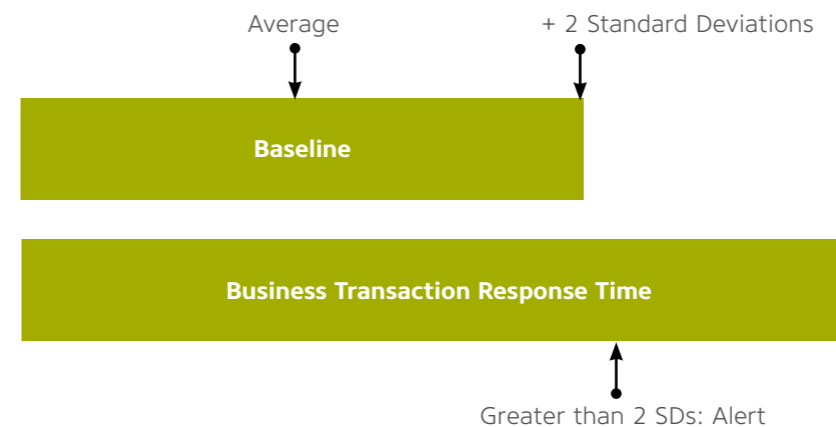 Average
+ 2 Standard Deviations
Baseline
Business Transaction Response Time
Greater than 2 SDs: Alert